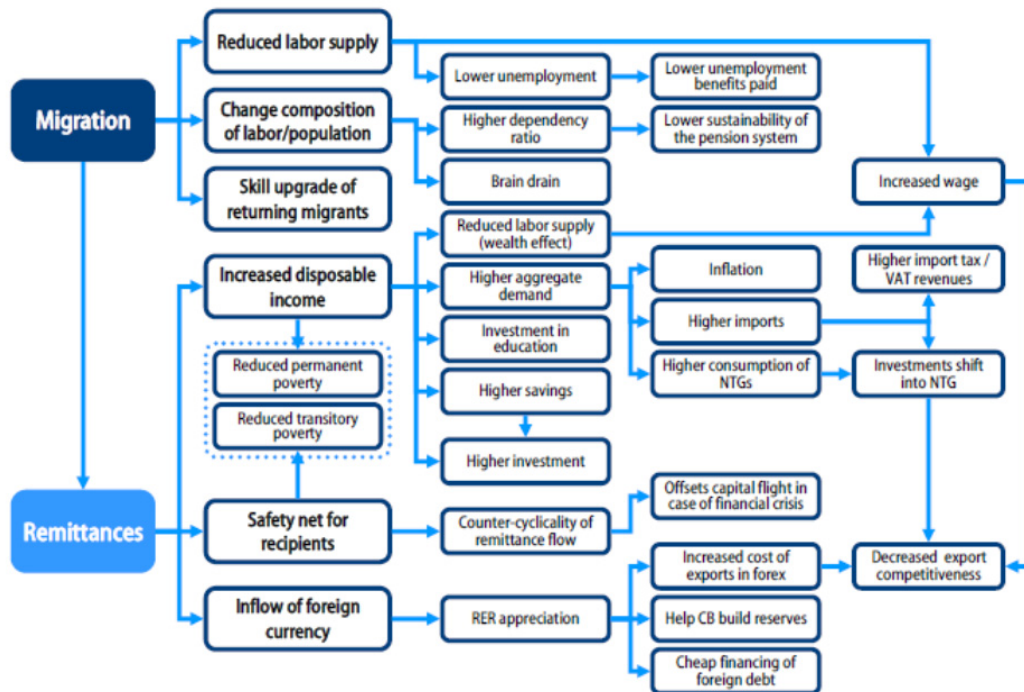 Migration
Reduced labor supply
Change composition
of labor/population
Skill upgrade of
returning migrants
Lower unemployment
Lower unemployment
benefits paid
Higher dependency
ratio
Lower sustainability of
the pension system
Brain drain
Increased wage
Remittances
Increased disposable
income
Reduced permanent
poverty
Reduced transitory
poverty
Safety net for
recipients
Inflow of foreign
currency
Reduced labor supply
(wealth effect)
Higher aggregate
demand
Investment in
education
Higher savings
Higher investment
Counter-cyclicality of
remittance flow
RER appreciation
Inflation
Higher imports
Higher consumption of
NTGs
Offsets capital flight in
case of financial crisis
Increased cost of
exports in forex
Help CB build reserves
Cheap financing of
foreign debt
Higher import tax /
VAT revenues
Investments shift
into NTG
Decreased export
competitiveness